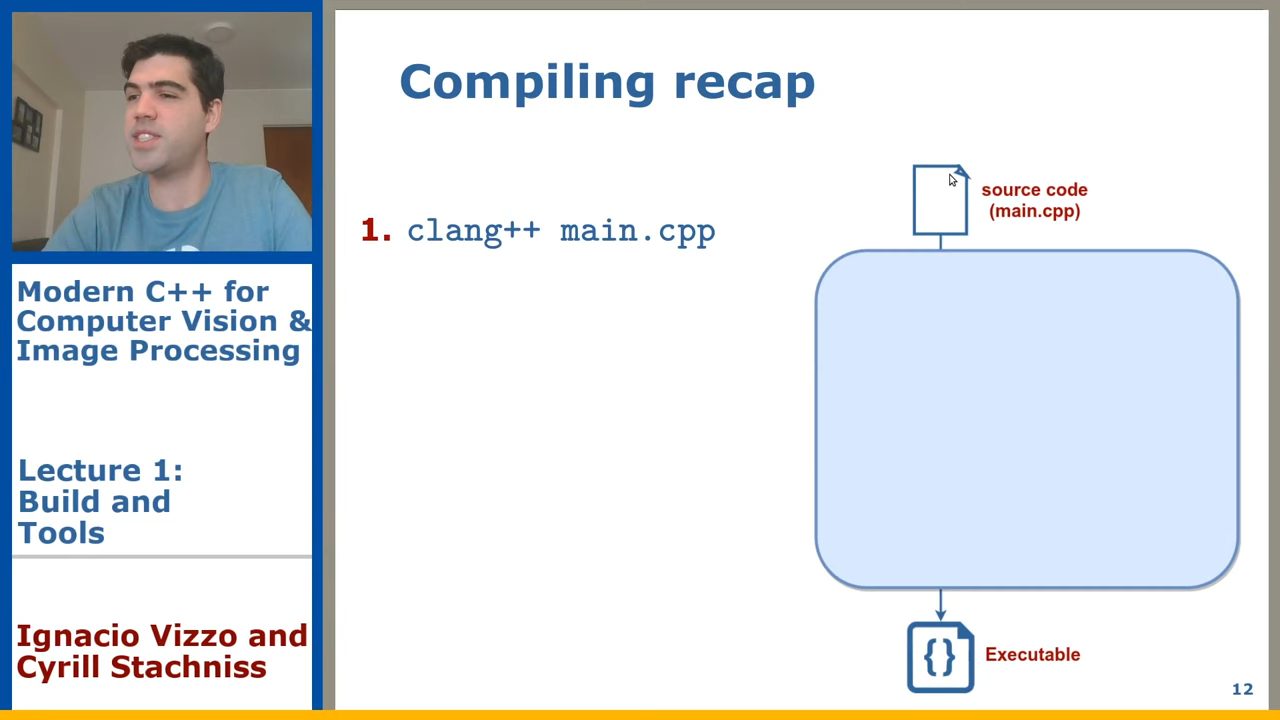 Compiling recap
1. clang++ main.cpp
source code
(main.cpp)
{}
Executable
12
Modern C++ for
Computer Vision &
Image Processing
Lecture 1:
Build and
Tools
Ignacio Vizzo and
Cyrill Stachniss